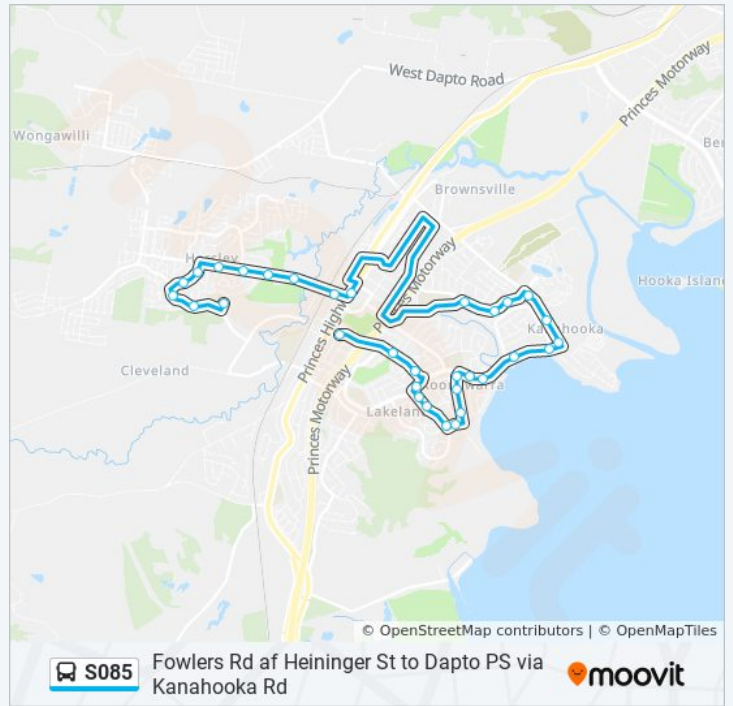 West Dapto Road
Princes Motorway
Wongawilli
Brownsville
Horsley
Princes Motorway
Hooka Island
Kanahooka
Princes Highway
Cleveland
Princes Motorway
Koonawarra
Lakelands
© OpenStreetMap contributors | © OpenMapTiles
S085
Fowlers Rd af Heininger St to Dapto PS via
Kanahooka Rd
moovit